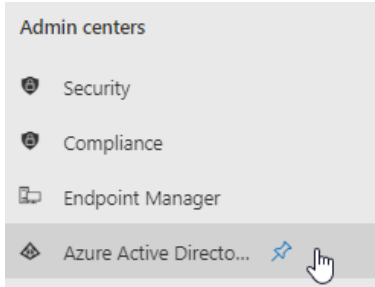 Admin centers
Security
Compliance
Endpoint Manager
Azure Active Directo...